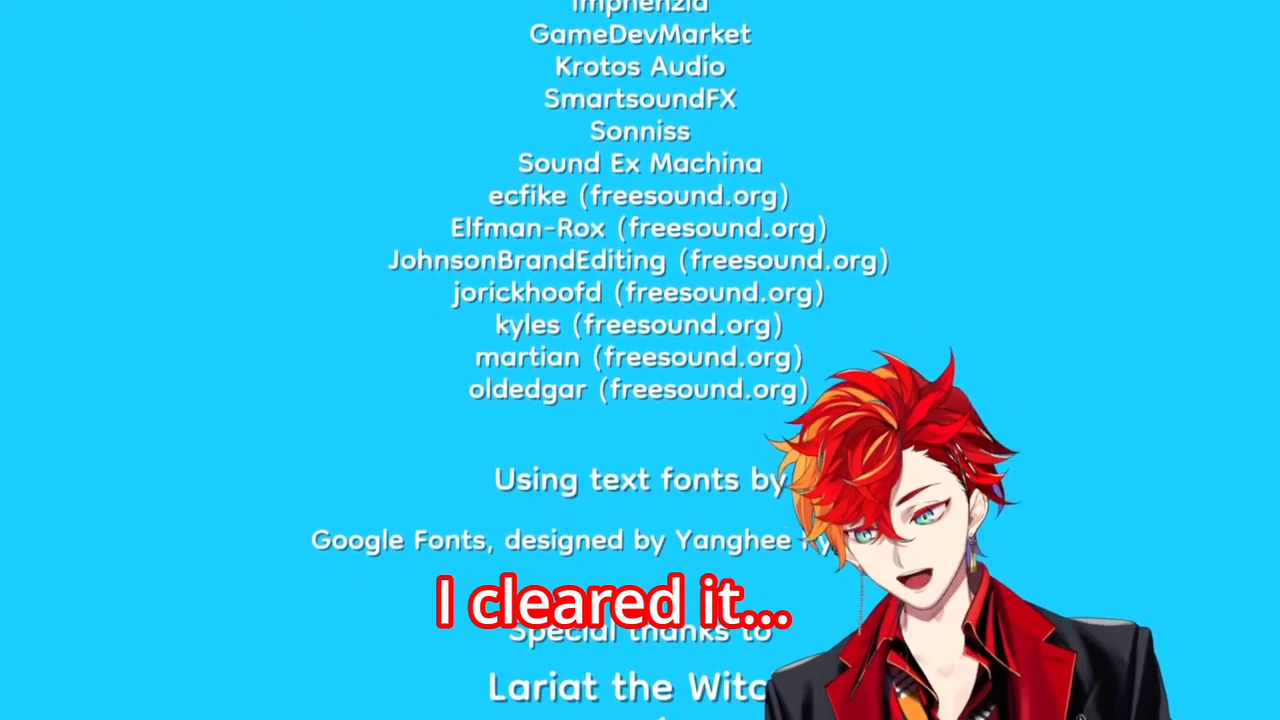 Imphenzia
GameDevMarket
Krotos Audio
SmartsoundFX
Sonniss
Sound Ex Machina
ecfike (freesound.org)
Elfman-Rox (freesound.org)
JohnsonBrandEditing (freesound.org)
jorickhoofd (freesound.org)
kyles (freesound.org)
martian (freesound.org)
oldedgar (freesound.org)
Using text fonts by
Google Fonts, designed by Yanghee
I cleared it...
Special thanks to
Lariat the Witc